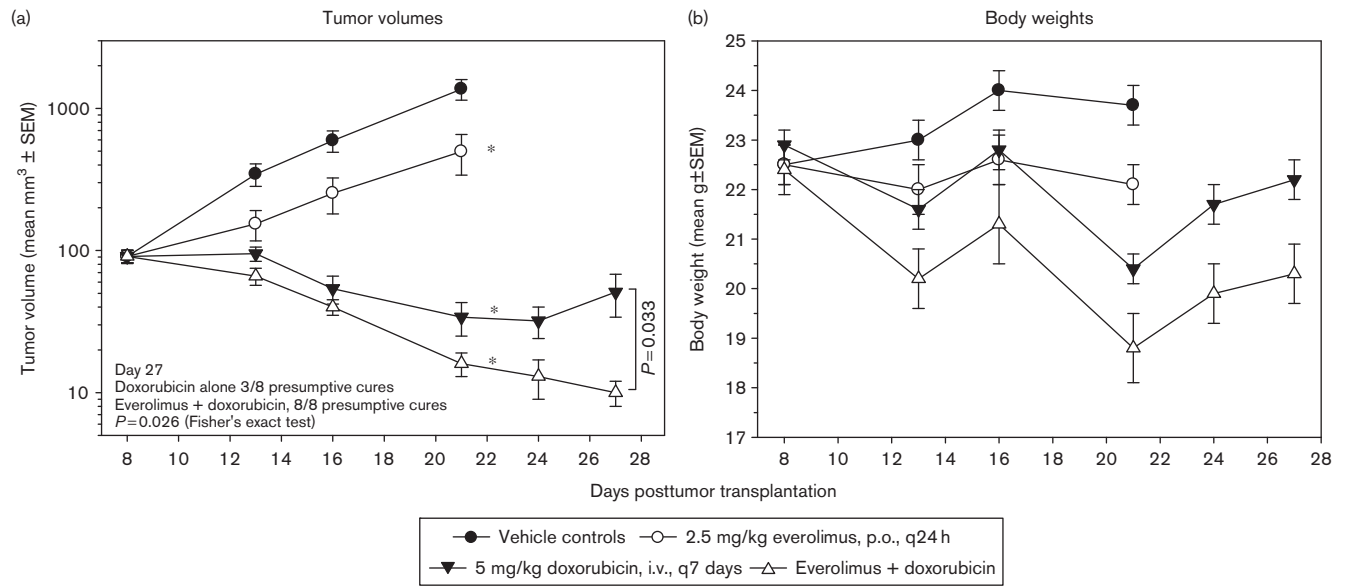 (a)
Tumor volumes
Tumor volume (mean mm³ ± SEM)
1000
100
10
*
*
*
P=0.033
Day 27
Doxorubicin alone 3/8 presumptive cures
Everolimus + doxorubicin, 8/8 presumptive cures
P=0.026 (Fisher's exact test)
8 10 12 14 16 18 20 22 24 26 28
(b)
Body weights
Body weight (mean g±SEM)
25
24
23
22
21
20
19
18
17
8 10 12 14 16 18 20 22 24 26 28
Days posttumor transplantation
Vehicle controls 2.5 mg/kg everolimus, p.o., q24 h
5 mg/kg doxorubicin, i.v., q7 days Everolimus + doxorubicin